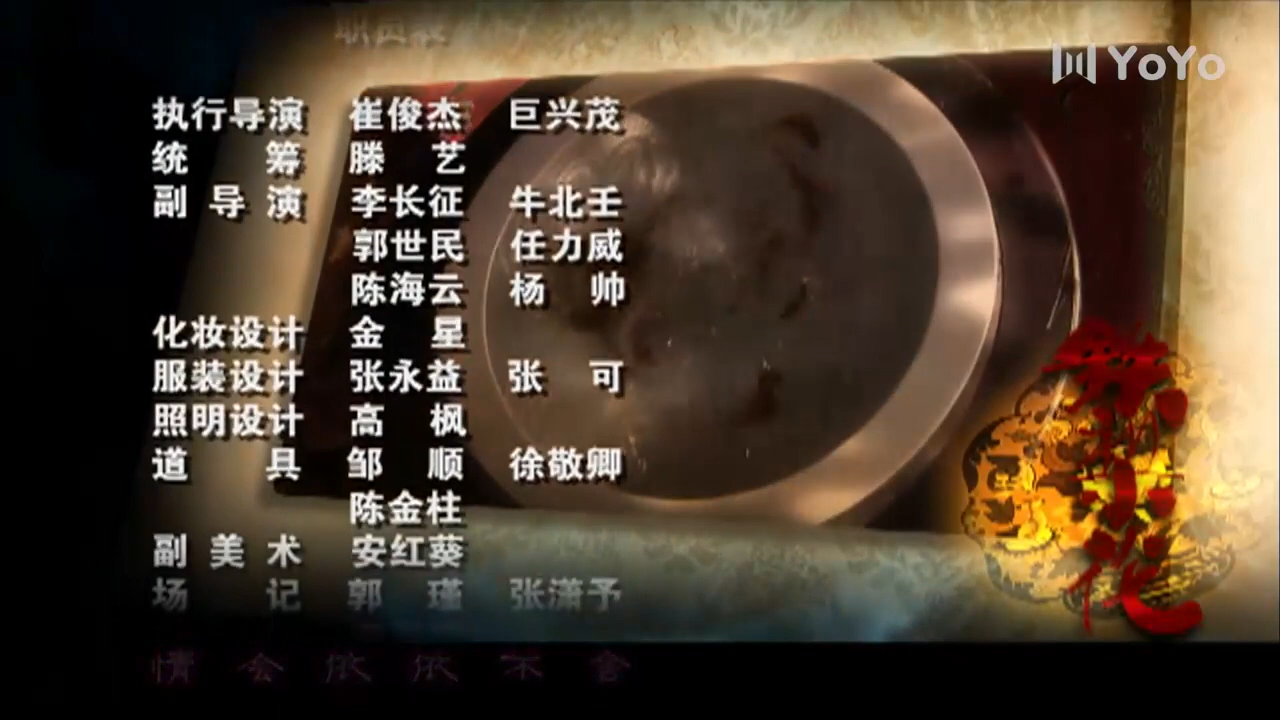 职员表
YOYO
执行导演 崔俊杰 巨兴茂
统筹 滕艺
副导演 李长征 牛北壬
郭世民 任力威
陈海云 杨帅
化妆设计 金星
服装设计 张永益 张可
照明设计 高枫
道具 邹顺 徐敬卿
陈金柱
副美术 安红葵
场记 郭瑾 张潇予